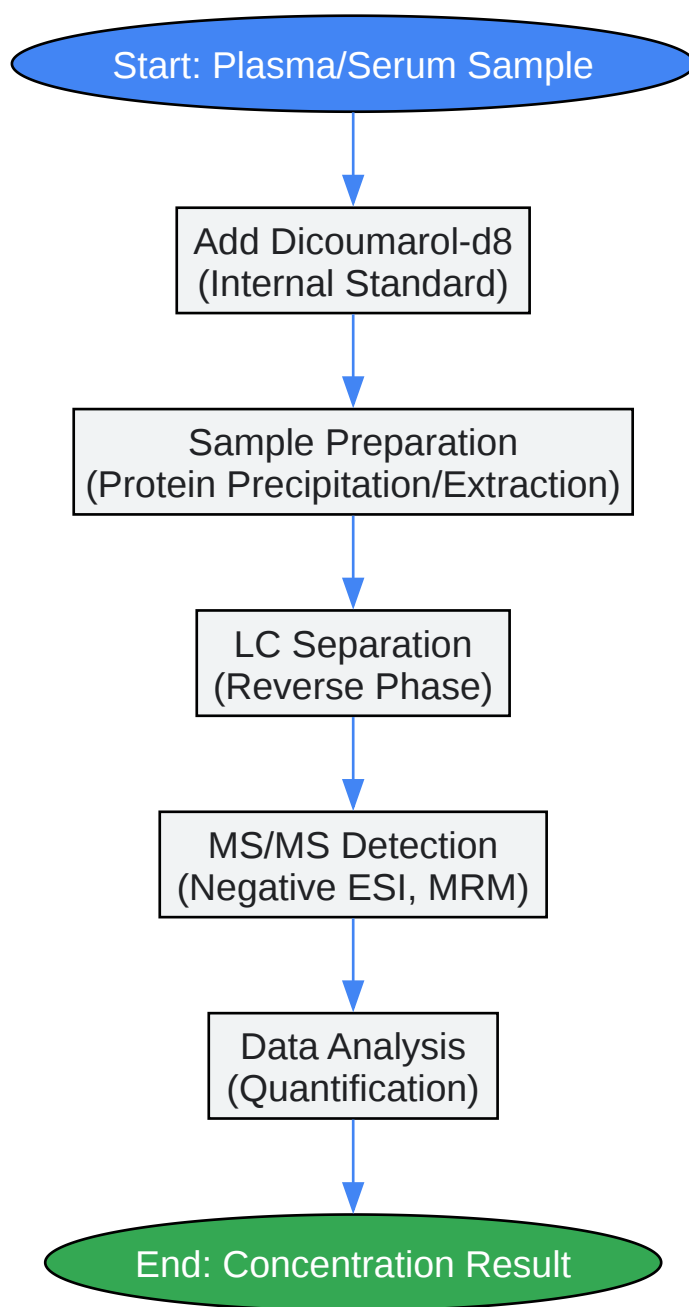 Start: Plasma/Serum Sample
Add Dicoumarol-d8
(Internal Standard)
Sample Preparation
(Protein Precipitation/Extraction)
LC Separation
(Reverse Phase)
MS/MS Detection
(Negative ESI, MRM)
Data Analysis
(Quantification)
End: Concentration Result